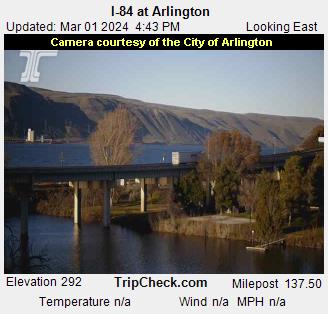 I-84 at Arlington
Updated: Mar 01 2024 4:43 PM Looking East
Camera courtesy of the City of Arlington
Elevation 292 TripCheck.com Milepost 137.50
Temperature n/a Wind n/a MPH n/a